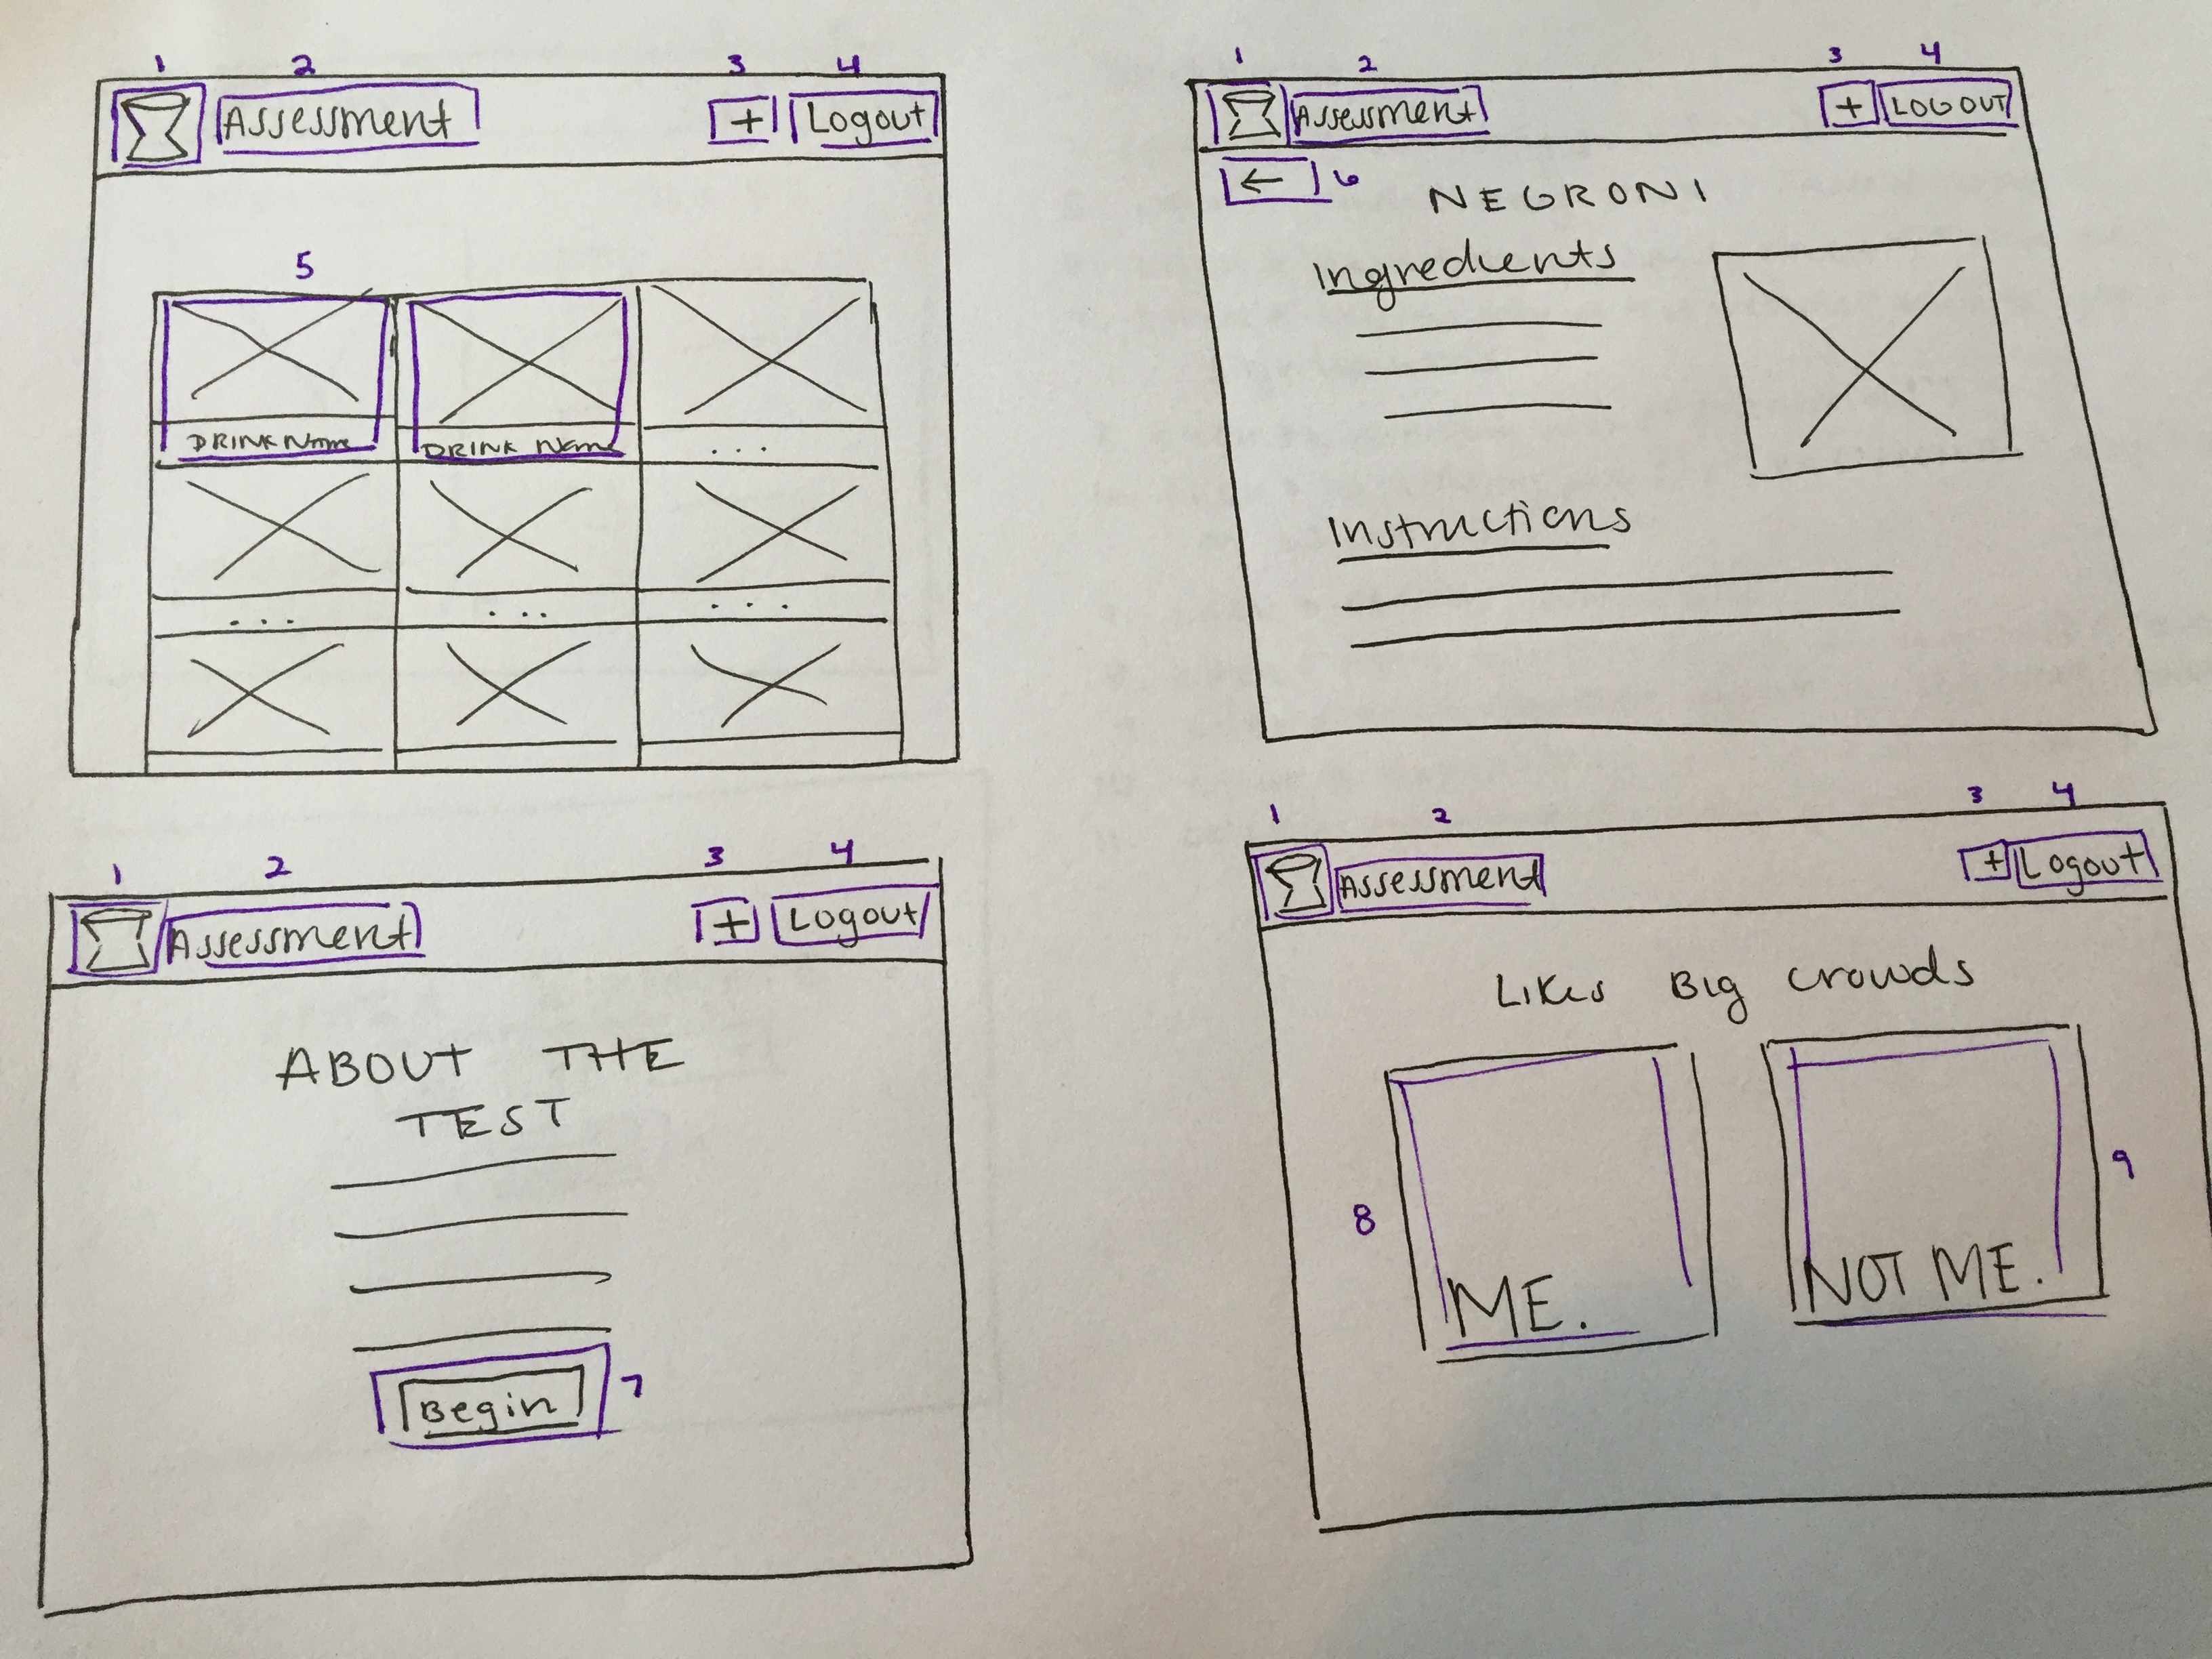 1 2 3 4
Assessment + Logout
5
DRINK Name DRINK Name ...
... ... ...
1 2 3 4
Assessment + LOGOUT
← 6
NEGRONI
Ingredients
Instructions
1 2 3 4
Assessment + Logout
ABOUT THE
TEST
Begin 7
1 2 3 4
Assessment + Logout
Likes Big crowds
8 9
ME. NOT ME.